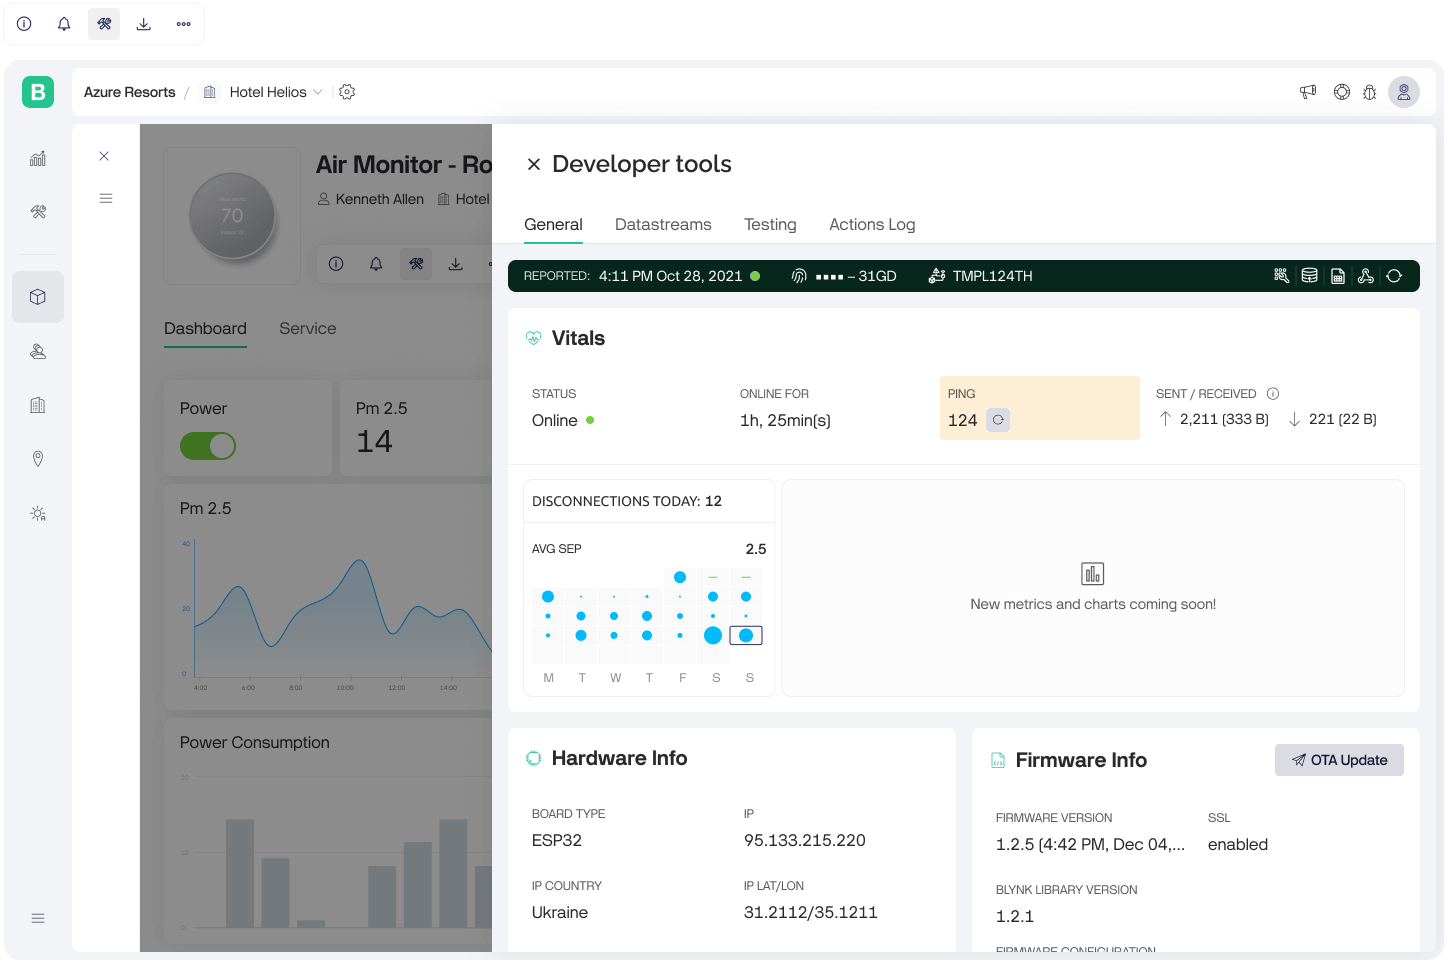 B
Azure Resorts / Hotel Helios
Air Monitor - Ro
Kenneth Allen Hotel
70
Dashboard Service
Power
Pm 2.5
14
Pm 2.5
40
20
0
4:00 6:00 8:00 10:00 12:00 14:00
Power Consumption
20
10
0
Developer tools
General Datastreams Testing Actions Log
REPORTED: 4:11 PM Oct 28, 2021 – 31GD TMPL124TH
Vitals
STATUS ONLINE FOR PING SENT / RECEIVED
Online 1h, 25min(s) 124 2,211 (333 B) 221 (22 B)
DISCONNECTIONS TODAY: 12
AVG SEP 2.5
M T W T F S S
New metrics and charts coming soon!
Hardware Info
BOARD TYPE IP
ESP32 95.133.215.220
IP COUNTRY IP LAT/LON
Ukraine 31.2112/35.1211
Firmware Info
OTA Update
FIRMWARE VERSION SSL
1.2.5 (4:42 PM, Dec 04,... enabled
BLYNK LIBRARY VERSION
1.2.1
FIRMWARE CONFIGURATION